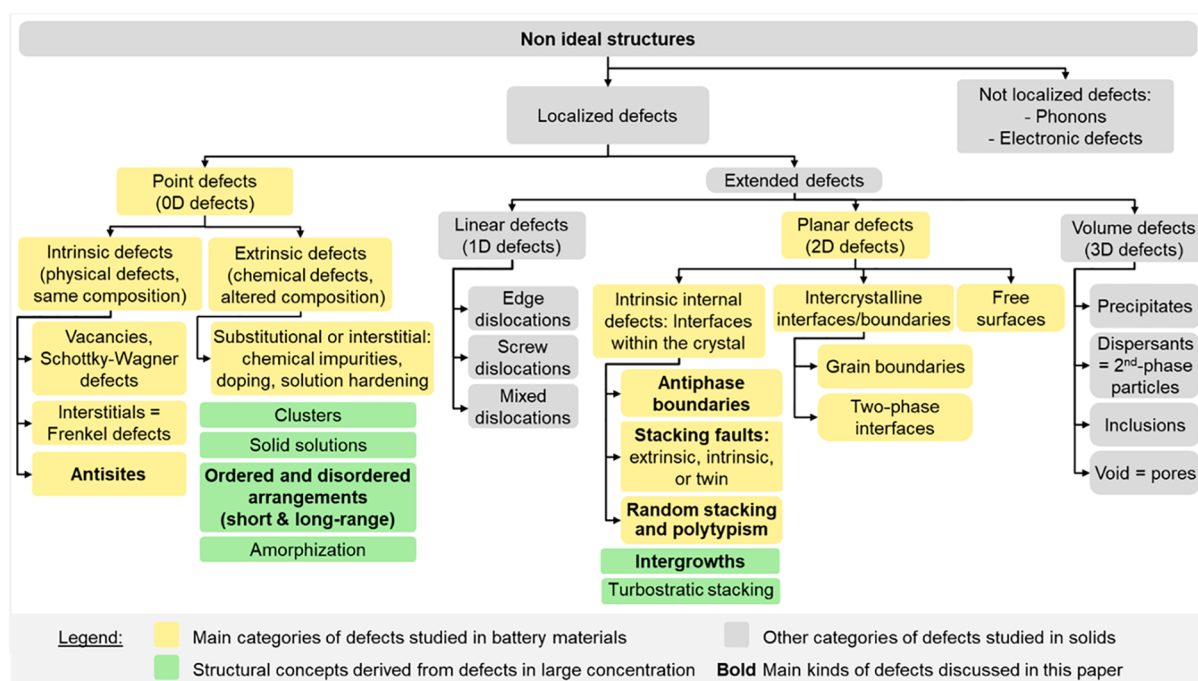 Non ideal structures
Localized defects
Not localized defects:
- Phonons
- Electronic defects
Point defects
(0D defects)
Extended defects
Intrinsic defects
(physical defects,
same composition)
Extrinsic defects
(chemical defects,
altered composition)
Linear defects
(1D defects)
Planar defects
(2D defects)
Volume defects
(3D defects)
Vacancies,
Schottky-Wagner
defects
Interstitials =
Frenkel defects
Antisites
Substitutional or interstitial:
chemical impurities,
doping, solution hardening
Clusters
Solid solutions
Ordered and disordered
arrangements
(short & long-range)
Amorphization
Edge
dislocations
Screw
dislocations
Mixed
dislocations
Intrinsic internal
defects: Interfaces
within the crystal
Antiphase
boundaries
Stacking faults:
extrinsic, intrinsic,
or twin
Random stacking
and polytypism
Intergrowths
Turbostratic stacking
Intercrystalline
interfaces/boundaries
Grain boundaries
Two-phase
interfaces
Free
surfaces
Precipitates
Dispersants
= 2nd-phase
particles
Inclusions
Void = pores
Legend:
Main categories of defects studied in battery materials
Other categories of defects studied in solids
Structural concepts derived from defects in large concentration
Bold Main kinds of defects discussed in this paper